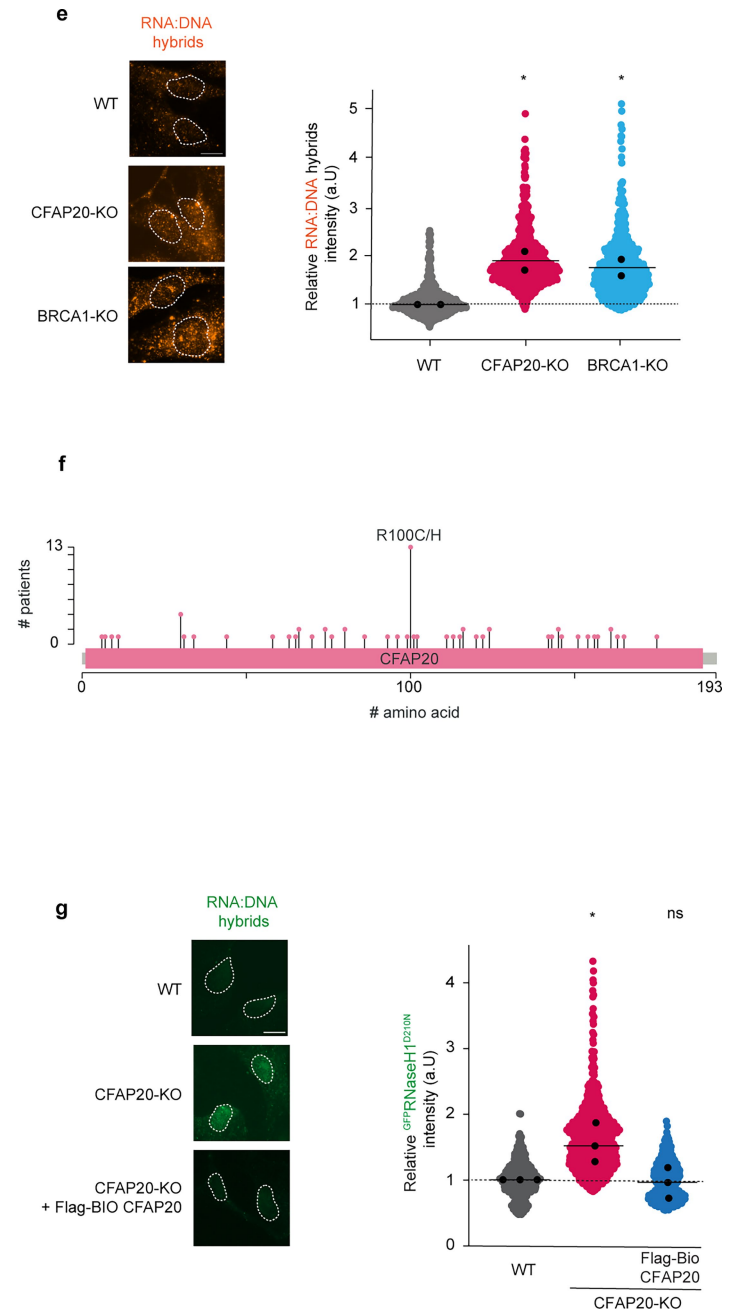 e
RNA:DNA
hybrids
WT
CFAP20-KO
BRCA1-KO
Relative RNA:DNA hybrids
intensity (a.U)
5
4
3
2
1
*
*
WT
CFAP20-KO
BRCA1-KO
f
R100C/H
# patients
13
0
CFAP20
0
100
193
# amino acid
g
RNA:DNA
hybrids
WT
CFAP20-KO
CFAP20-KO
+ Flag-BIO CFAP20
Relative GFPRNaseH1D210N
intensity (a.U)
*
ns
4
3
2
1
0
WT
Flag-Bio
CFAP20
CFAP20-KO